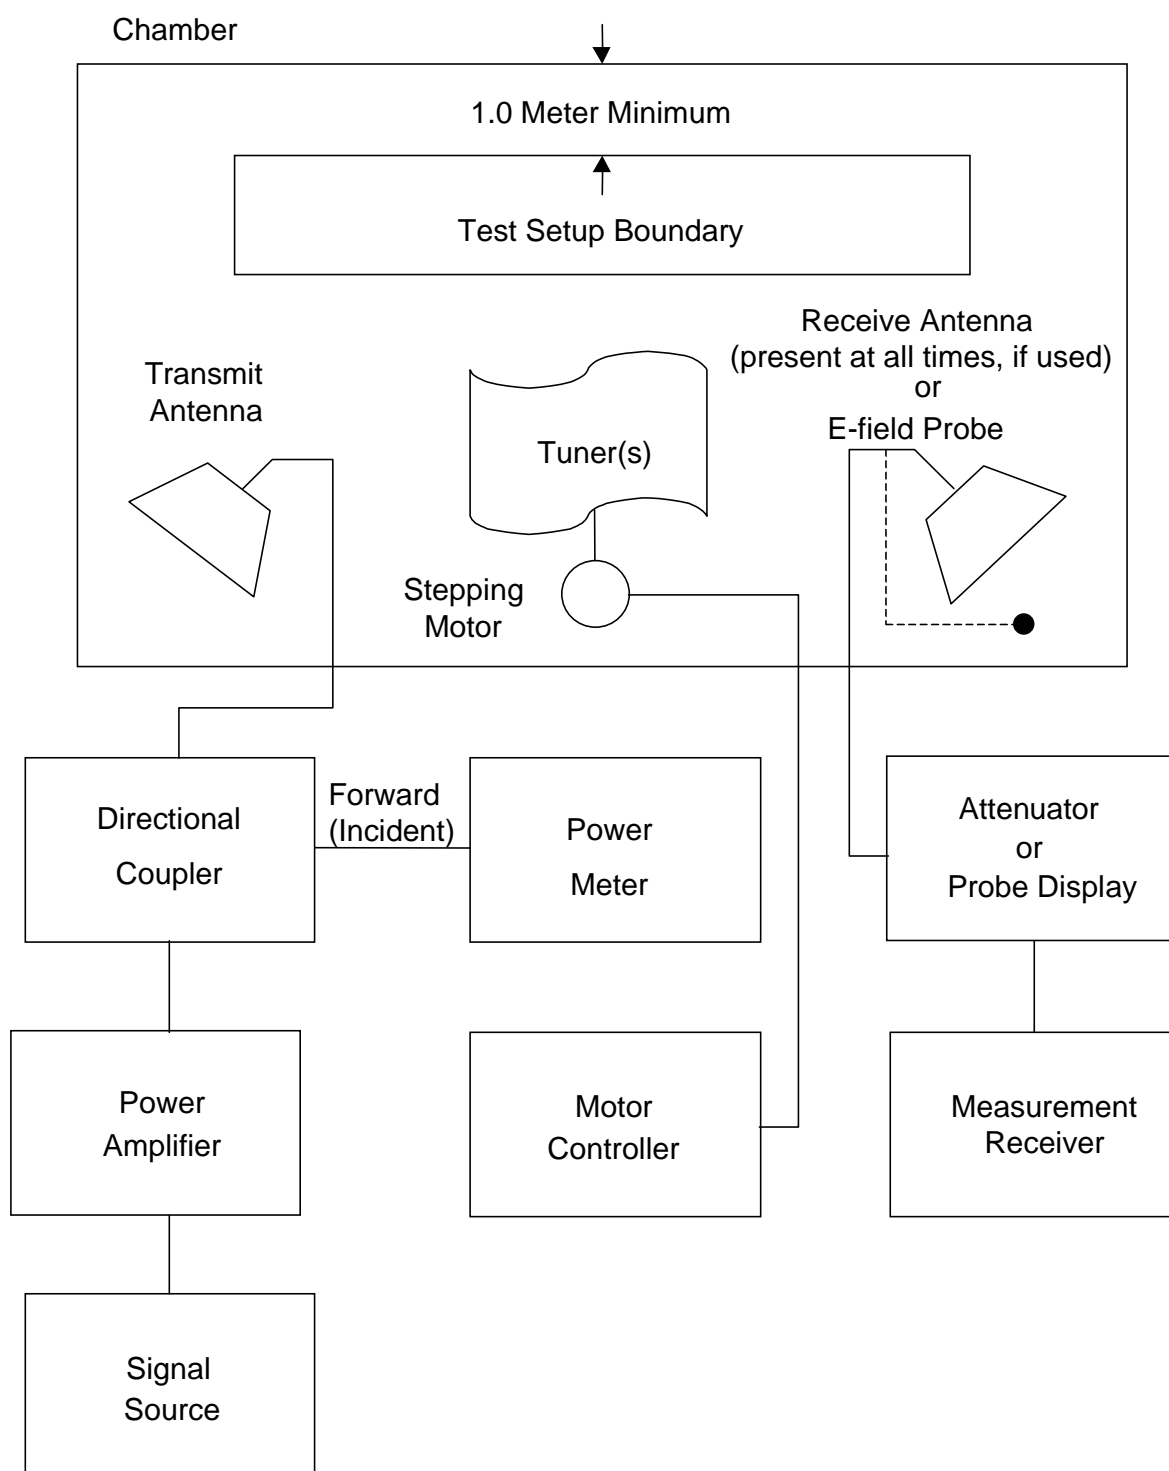 Chamber
1.0 Meter Minimum
Test Setup Boundary
Receive Antenna
(present at all times, if used)
or
E-field Probe
Transmit
Antenna
Tuner(s)
Stepping
Motor
Directional
Coupler
Forward
(Incident)
Power
Meter
Attenuator
or
Probe Display
Power
Amplifier
Motor
Controller
Measurement
Receiver
Signal
Source